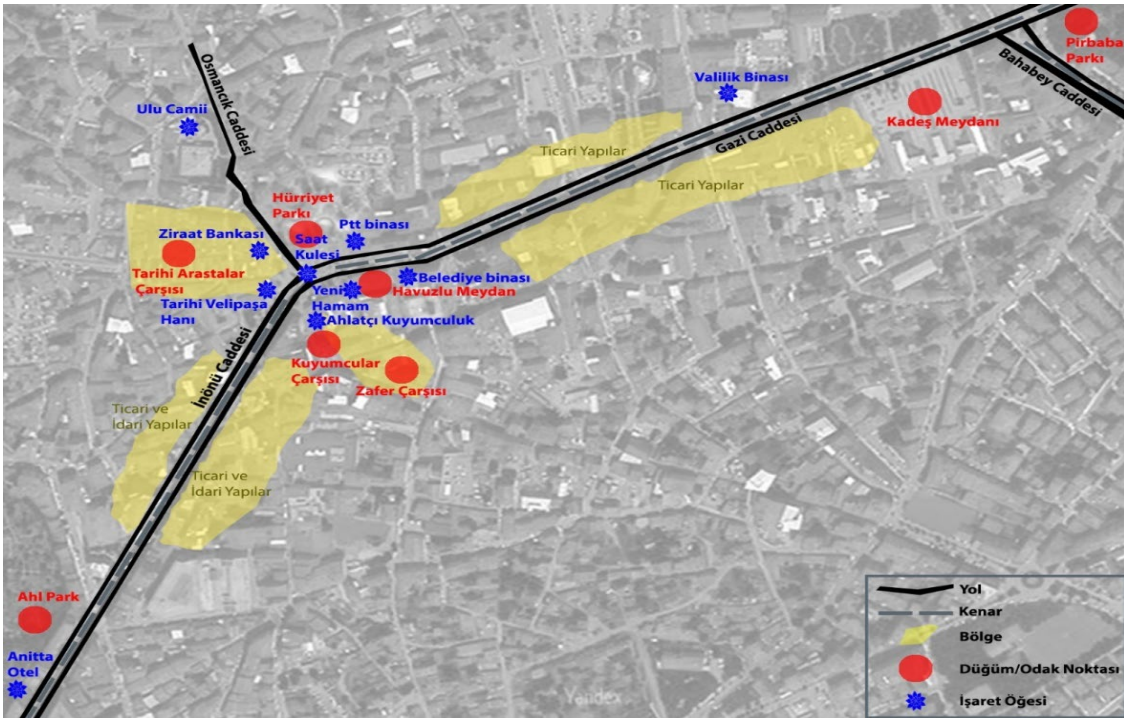 Pirbaba
Parkı
Bahabey Caddesi
Valilik Binası
Kadeş Meydanı
Gazi Caddesi
Osmancık Caddesi
Ulu Camii
Ticari Yapılar
Ticari Yapılar
Hürriyet
Parkı
Ptt binası
Ziraat Bankası
Saat
Kulesi
Tarihi Arastalar
Çarşısı
Belediye binası
Havuzlu Meydan
Yeni
Hamam
Tarihi Velipaşa
Hanı
Ahlatçı Kuyumculuk
Kuyumcular
Çarşısı
Zafer Çarşısı
İnönü Caddesi
Ticari ve
İdari Yapılar
Ticari ve
İdari Yapılar
Ahl Park
Anitta
Otel
Yandex
Yol
Kenar
Bölge
Düğüm/Odak Noktası
İşaret Öğesi